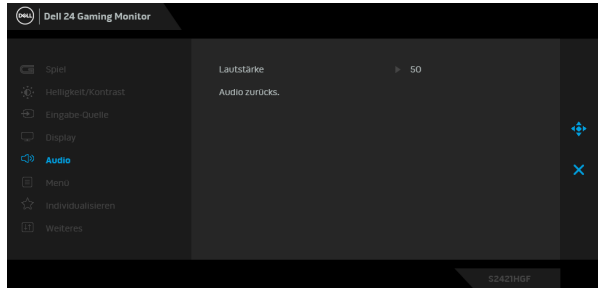 DELL Dell 24 Gaming Monitor
Spiel
Lautstärke 50
Helligkeit/Kontrast
Audio zurücks.
Eingabe-Quelle
Display
Audio
Menü
Individualisieren
Weiteres
S2421HGF